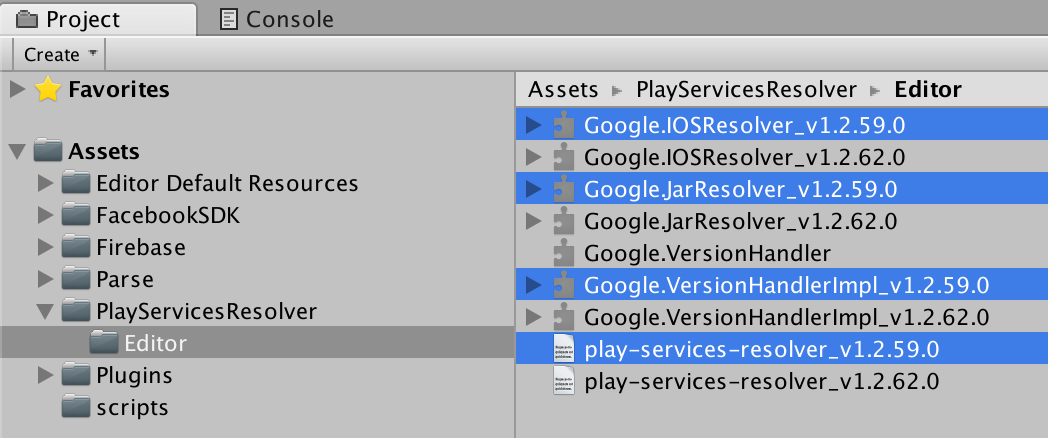 Project
Console
Create
Favorites
Assets
Editor Default Resources
FacebookSDK
Firebase
Parse
PlayServicesResolver
Editor
Plugins
scripts
Assets PlayServicesResolver Editor
Google.IOSResolver_v1.2.59.0
Google.IOSResolver_v1.2.62.0
Google.JarResolver_v1.2.59.0
Google.JarResolver_v1.2.62.0
Google.VersionHandler
Google.VersionHandlerImpl_v1.2.59.0
Google.VersionHandlerImpl_v1.2.62.0
play-services-resolver_v1.2.59.0
play-services-resolver_v1.2.62.0